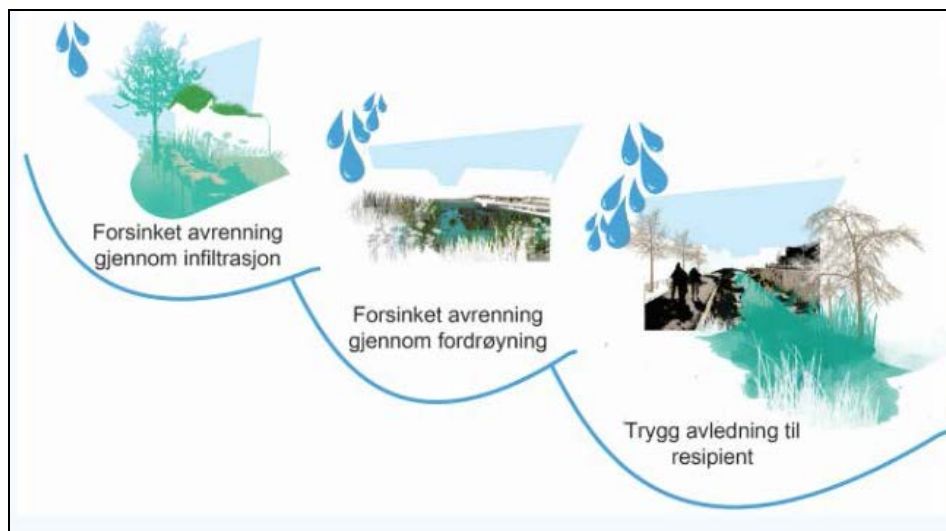 Forsinket avrenning
gjennom infiltrasjon
Forsinket avrenning
gjennom fordrøyning
Trygg avledning til
resipient